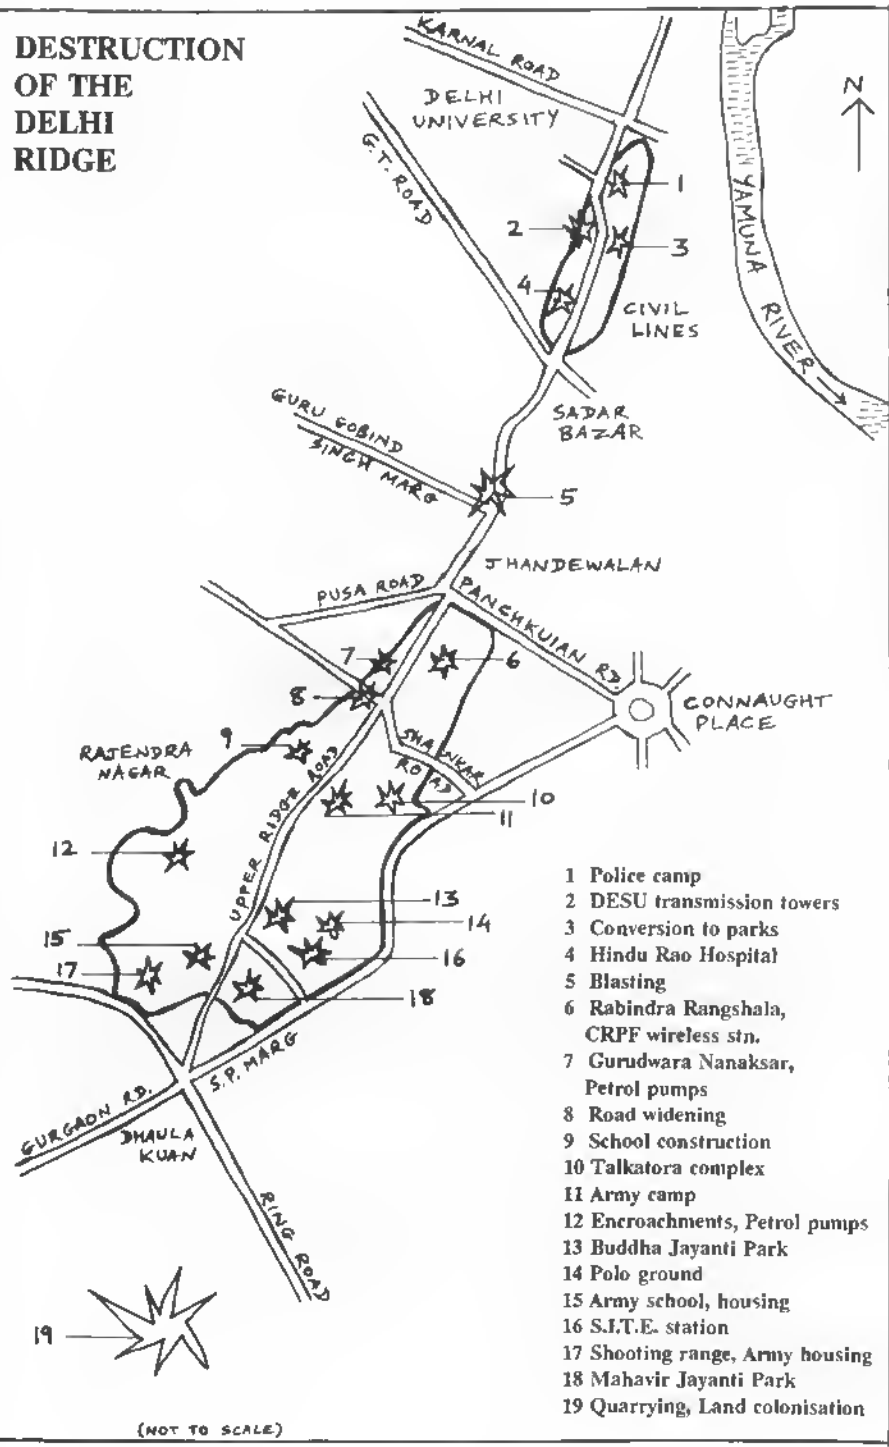 DESTRUCTION
OF THE
DELHI
RIDGE
KARNAL ROAD
DELHI
UNIVERSITY
G.T. ROAD
N
YAMUNA RIVER
1
2
3
4
CIVIL
LINES
SADAR
BAZAR
GURU GOBIND
SINGH MARG
5
JHANDEWALAN
PUSA ROAD
PANCHKUIAN RD.
7
6
8
CONNAUGHT
PLACE
9
SHANKAR
ROAD
RAJENDRA
NAGAR
UPPER RIDGE ROAD
10
11
12
13
14
15
16
17
18
S.P. MARG
GURGAON RD.
DHAULA
KUAN
RING ROAD
19
(NOT TO SCALE)
1 Police camp
2 DESU transmission towers
3 Conversion to parks
4 Hindu Rao Hospital
5 Blasting
6 Rabindra Rangshala,
CRPF wireless stn.
7 Gurudwara Nanaksar,
Petrol pumps
8 Road widening
9 School construction
10 Talkatora complex
11 Army camp
12 Encroachments, Petrol pumps
13 Buddha Jayanti Park
14 Polo ground
15 Army school, housing
16 S.I.T.E. station
17 Shooting range, Army housing
18 Mahavir Jayanti Park
19 Quarrying, Land colonisation